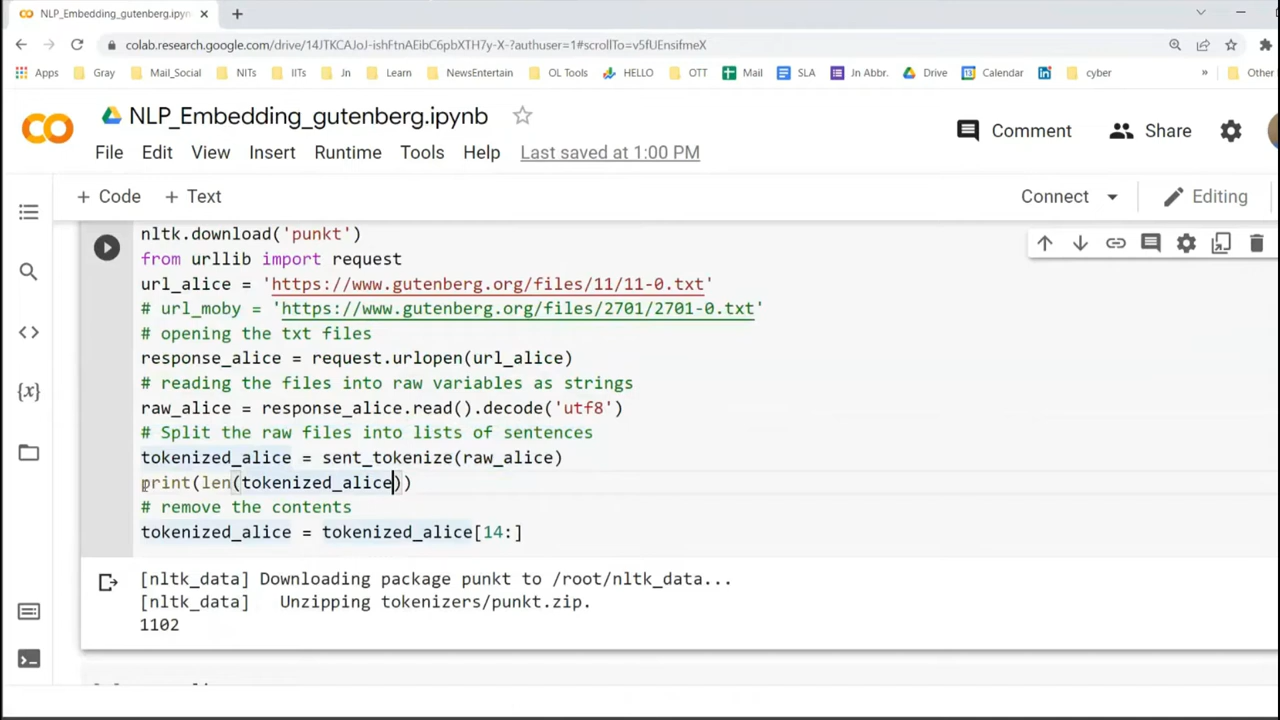 NLP_Embedding_gutenberg.ipyn
colab.research.google.com/drive/14JTKCAJoJ-ishFtnAEibC6pbXTH7y-X-?authuser=1#scrollTo=v5fUEnsifmeX
Apps Gray Mail_Social NITs IITs Jn Learn NewsEntertain OL Tools HELLO OTT Mail SLA Jn Abbr. Drive Calendar cyber » Other
NLP_Embedding_gutenberg.ipynb
Comment Share
File Edit View Insert Runtime Tools Help Last saved at 1:00 PM
+ Code + Text Connect Editing
nltk.download('punkt')
from urllib import request
url_alice = 'https://www.gutenberg.org/files/11/11-0.txt'
# url_moby = 'https://www.gutenberg.org/files/2701/2701-0.txt'
# opening the txt files
response_alice = request.urlopen(url_alice)
# reading the files into raw variables as strings
raw_alice = response_alice.read().decode('utf8')
# Split the raw files into lists of sentences
tokenized_alice = sent_tokenize(raw_alice)
print(len(tokenized_alice))
# remove the contents
tokenized_alice = tokenized_alice[14:]
[nltk_data] Downloading package punkt to /root/nltk_data...
[nltk_data] Unzipping tokenizers/punkt.zip.
1102